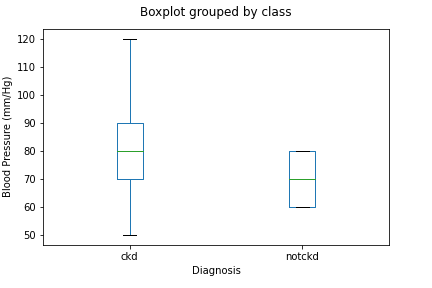 Boxplot grouped by class
Blood Pressure (mm/Hg)
120
110
100
90
80
70
60
50
ckd
notckd
Diagnosis